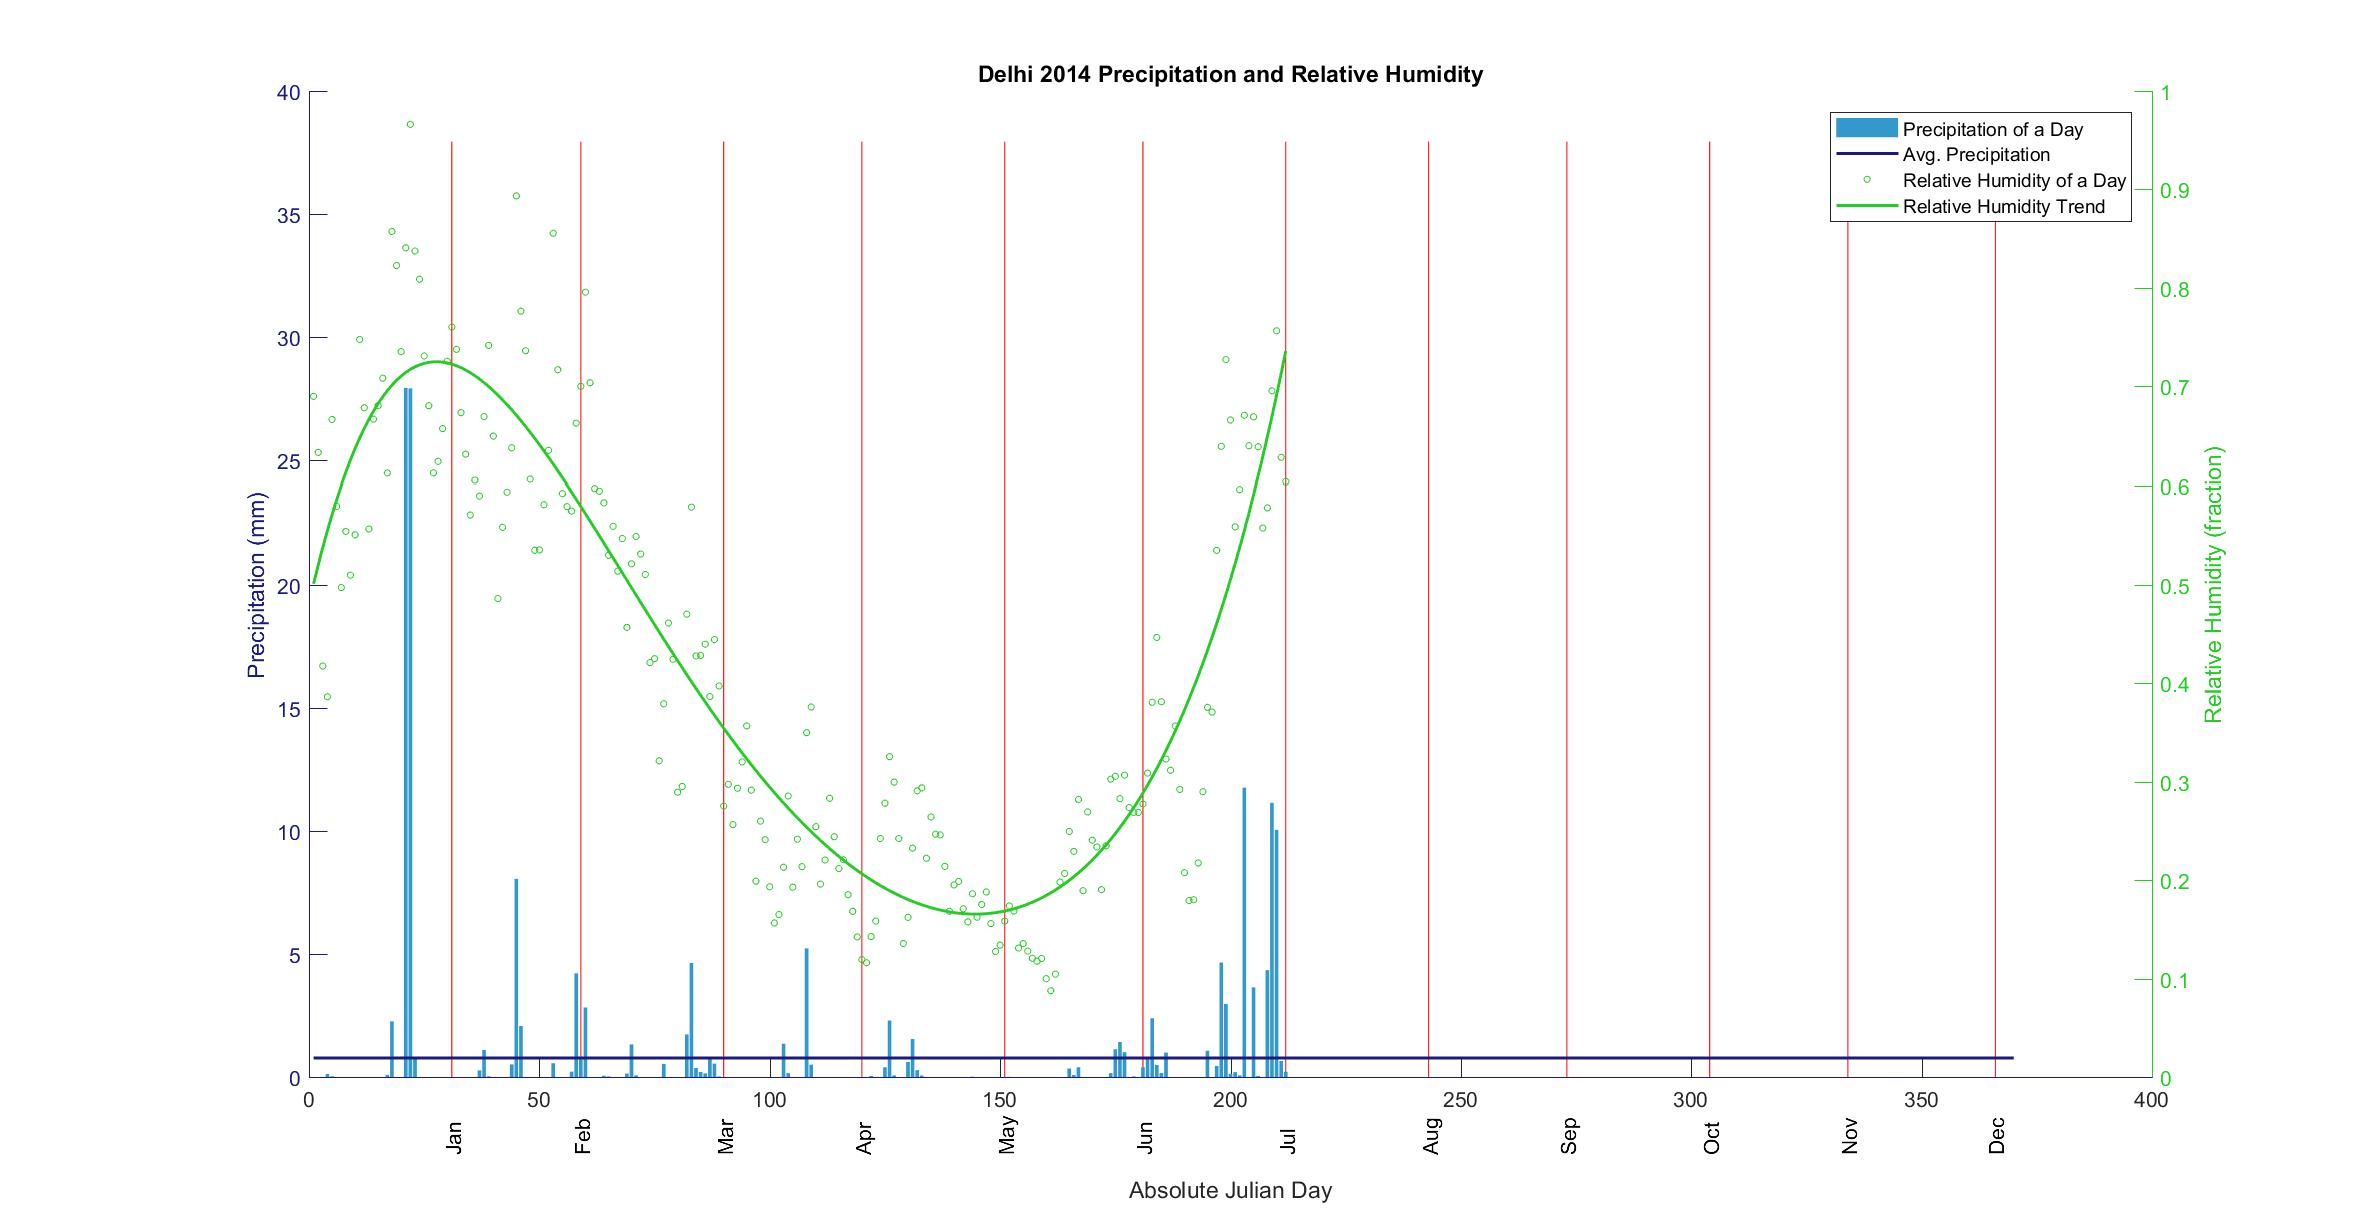 Delhi 2014 Precipitation and Relative Humidity
40
35
30
25
20
15
10
5
0
Precipitation (mm)
1
0.9
0.8
0.7
0.6
0.5
0.4
0.3
0.2
0.1
0
Relative Humidity (fraction)
Precipitation of a Day
Avg. Precipitation
Relative Humidity of a Day
Relative Humidity Trend
0 50 100 150 200 250 300 350 400
Jan Feb Mar Apr May Jun Jul Aug Sep Oct Nov Dec
Absolute Julian Day